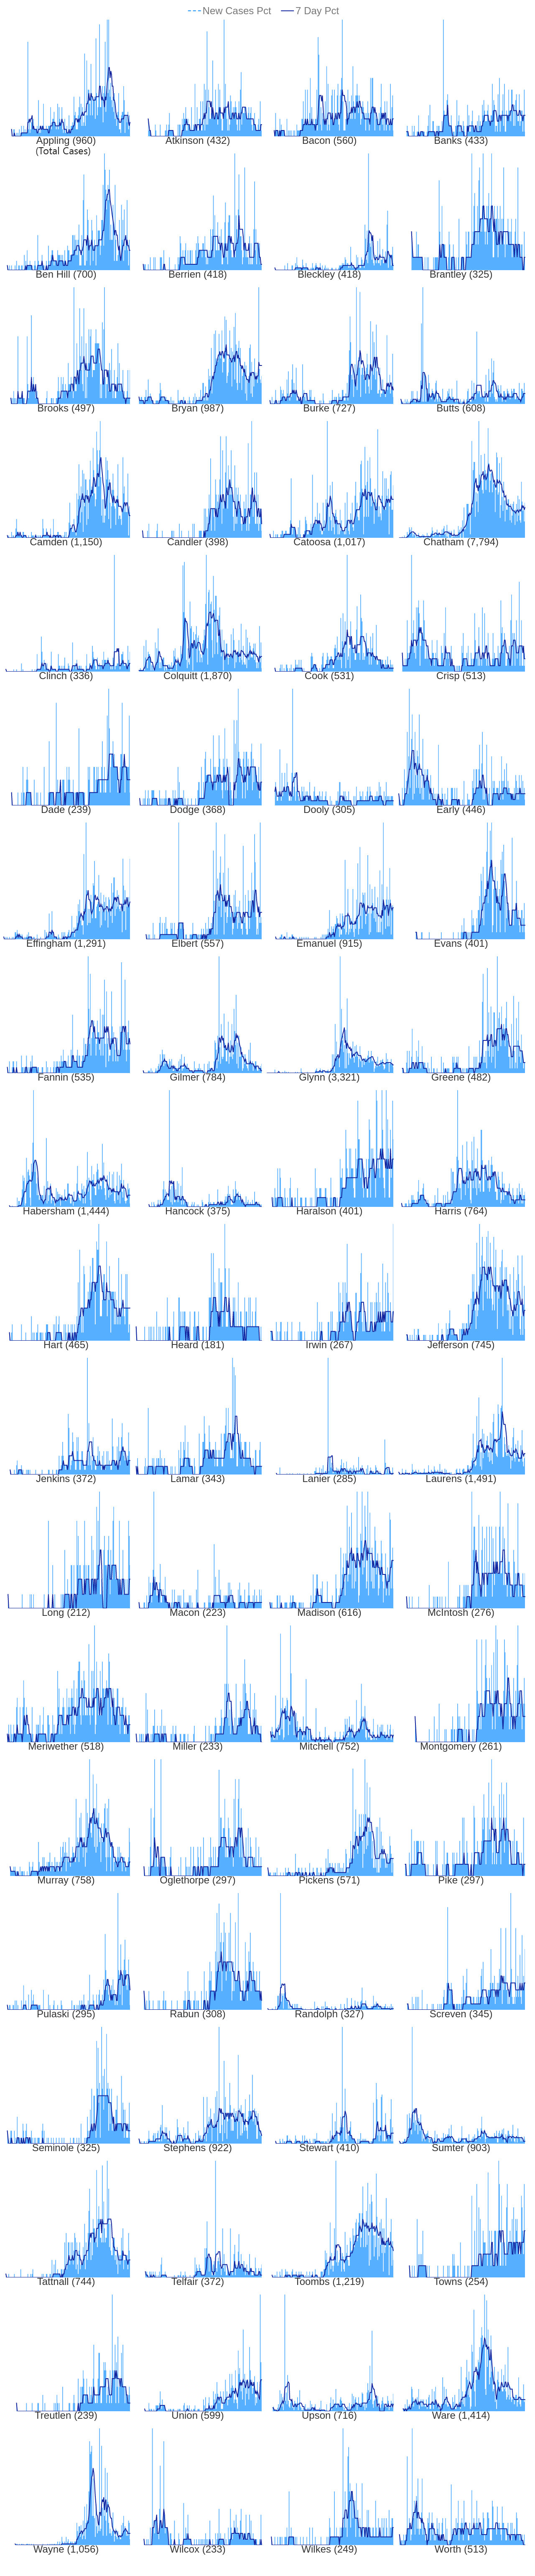 New Cases Pct 7 Day Pct
Appling (960) Atkinson (432) Bacon (560) Banks (433)
(Total Cases)
Ben Hill (700) Berrien (418) Bleckley (418) Brantley (325)
Brooks (497) Bryan (987) Burke (727) Butts (608)
Camden (1,150) Candler (398) Catoosa (1,017) Chatham (7,794)
Clinch (336) Colquitt (1,870) Cook (531) Crisp (513)
Dade (239) Dodge (368) Dooly (305) Early (446)
Effingham (1,291) Elbert (557) Emanuel (915) Evans (401)
Fannin (535) Gilmer (784) Glynn (3,321) Greene (482)
Habersham (1,444) Hancock (375) Haralson (401) Harris (764)
Hart (465) Heard (181) Irwin (267) Jefferson (745)
Jenkins (372) Lamar (343) Lanier (285) Laurens (1,491)
Long (212) Macon (223) Madison (616) McIntosh (276)
Meriwether (518) Miller (233) Mitchell (752) Montgomery (261)
Murray (758) Oglethorpe (297) Pickens (571) Pike (297)
Pulaski (295) Rabun (308) Randolph (327) Screven (345)
Seminole (325) Stephens (922) Stewart (410) Sumter (903)
Tattnall (744) Telfair (372) Toombs (1,219) Towns (254)
Treutlen (239) Union (599) Upson (716) Ware (1,414)
Wayne (1,056) Wilcox (233) Wilkes (249) Worth (513)